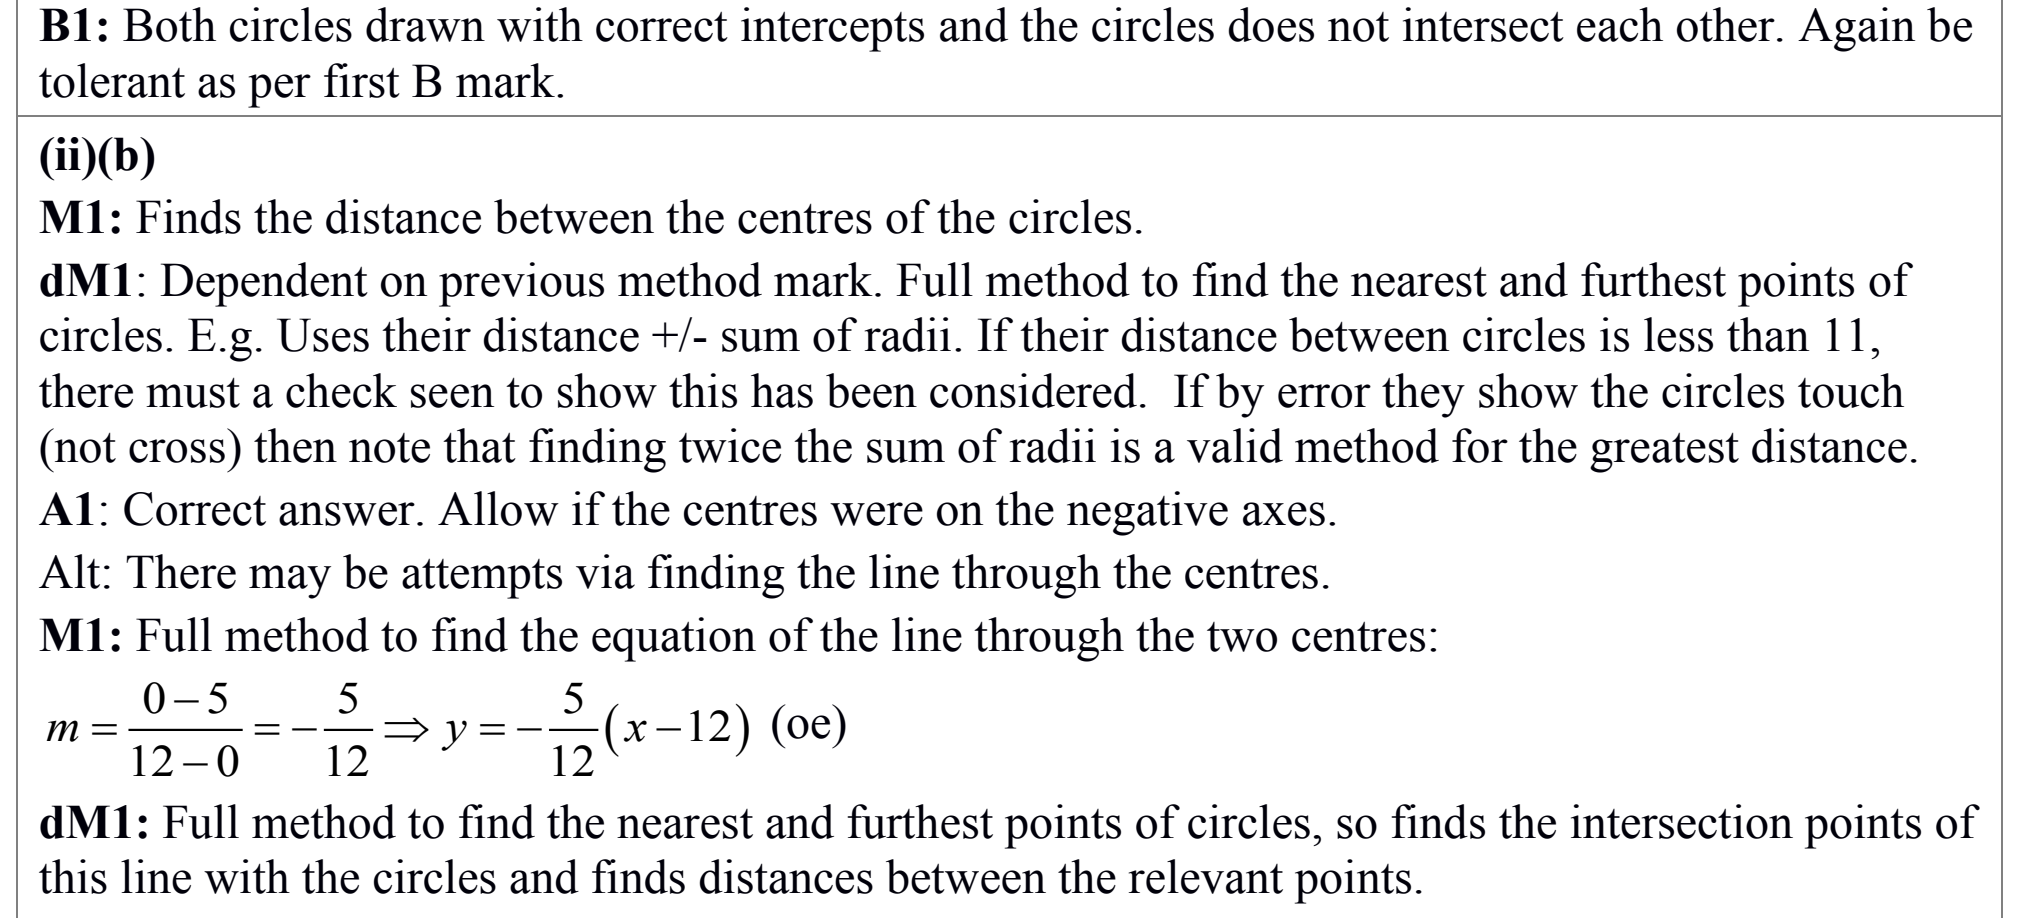 B1: Both circles drawn with correct intercepts and the circles does not intersect each other. Again be
tolerant as per first B mark.
(ii)(b)
M1: Finds the distance between the centres of the circles.
dM1: Dependent on previous method mark. Full method to find the nearest and furthest points of
circles. E.g. Uses their distance +/- sum of radii. If their distance between circles is less than 11,
there must a check seen to show this has been considered.  If by error they show the circles touch
(not cross) then note that finding twice the sum of radii is a valid method for the greatest distance.
A1: Correct answer. Allow if the centres were on the negative axes.
Alt: There may be attempts via finding the line through the centres.
M1: Full method to find the equation of the line through the two centres:
m = (0 − 5)/(12 − 0) = −5/12 ⇒ y = −5/12 (x − 12) (oe)
dM1: Full method to find the nearest and furthest points of circles, so finds the intersection points of
this line with the circles and finds distances between the relevant points.